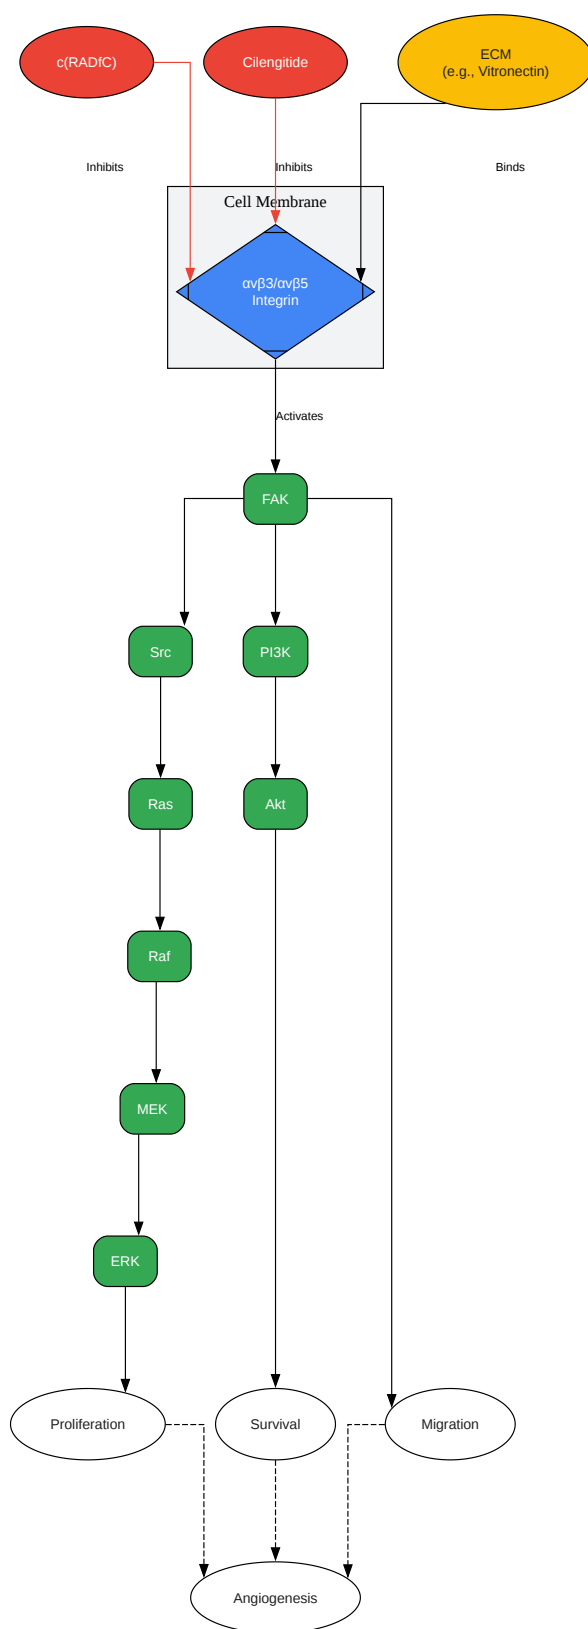 c(RADfC)
Cilengitide
ECM
(e.g., Vitronectin)
Inhibits
Inhibits
Binds
Cell Membrane
αvβ3/αvβ5
Integrin
Activates
FAK
Src
PI3K
Ras
Akt
Raf
MEK
ERK
Proliferation
Survival
Migration
Angiogenesis